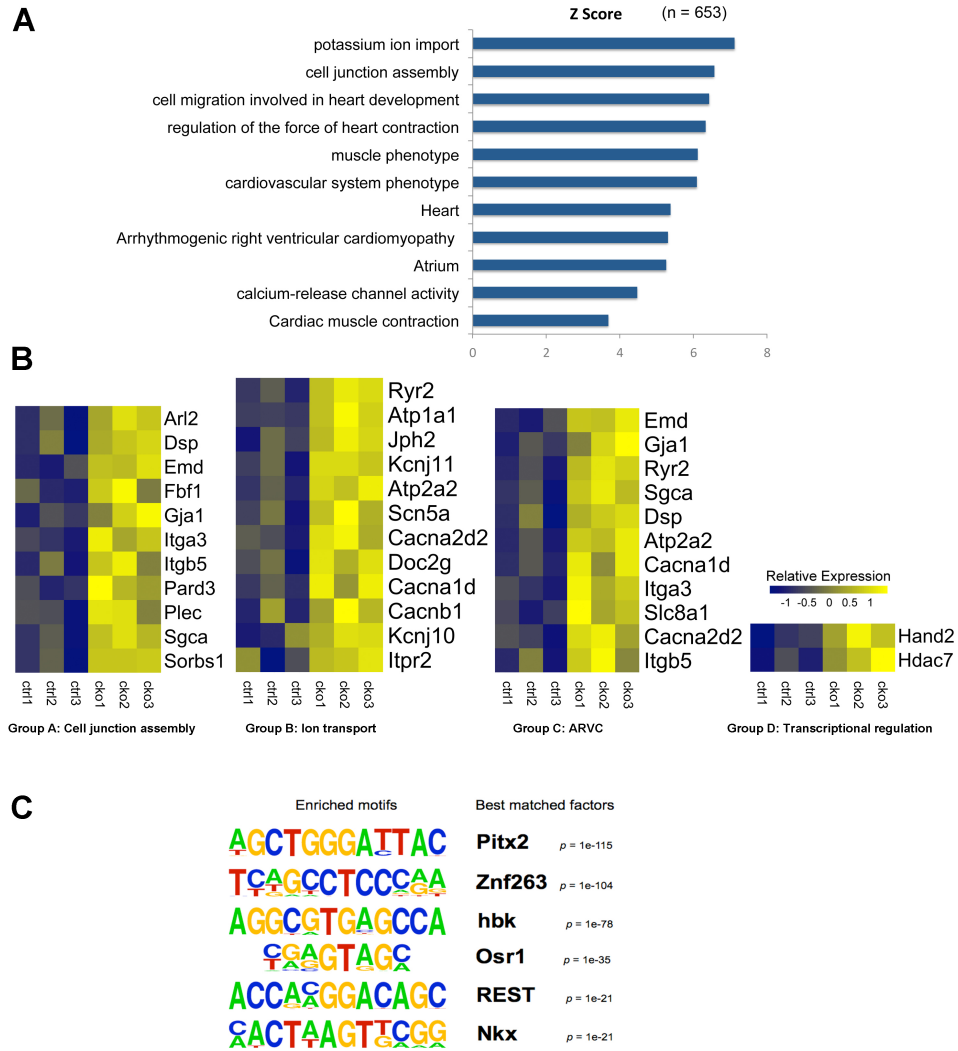 A
Z Score (n = 653)
potassium ion import
cell junction assembly
cell migration involved in heart development
regulation of the force of heart contraction
muscle phenotype
cardiovascular system phenotype
Heart
Arrhythmogenic right ventricular cardiomyopathy
Atrium
calcium-release channel activity
Cardiac muscle contraction
0 2 4 6 8
B
Arl2
Dsp
Emd
Fbf1
Gja1
Itga3
Itgb5
Pard3
Plec
Sgca
Sorbs1
ctrl1 ctrl2 ctrl3 cko1 cko2 cko3
Group A: Cell junction assembly
Ryr2
Atp1a1
Jph2
Kcnj11
Atp2a2
Scn5a
Cacna2d2
Doc2g
Cacna1d
Cacnb1
Kcnj10
Itpr2
ctrl1 ctrl2 ctrl3 cko1 cko2 cko3
Group B: Ion transport
Emd
Gja1
Ryr2
Sgca
Dsp
Atp2a2
Cacna1d
Itga3
Slc8a1
Cacna2d2
Itgb5
ctrl1 ctrl2 ctrl3 cko1 cko2 cko3
Group C: ARVC
Relative Expression
-1 -0.5 0 0.5 1
Hand2
Hdac7
ctrl1 ctrl2 ctrl3 cko1 cko2 cko3
Group D: Transcriptional regulation
C
Enriched motifs Best matched factors
AGCTGGGATTAC Pitx2 p = 1e-115
TCAGCCTCCCAA Znf263 p = 1e-104
AGGCGTGAGCCA hbk p = 1e-78
CGAGTAGC Osr1 p = 1e-35
ACCACGGACAGC REST p = 1e-21
CACTAAGTTCGG Nkx p = 1e-21